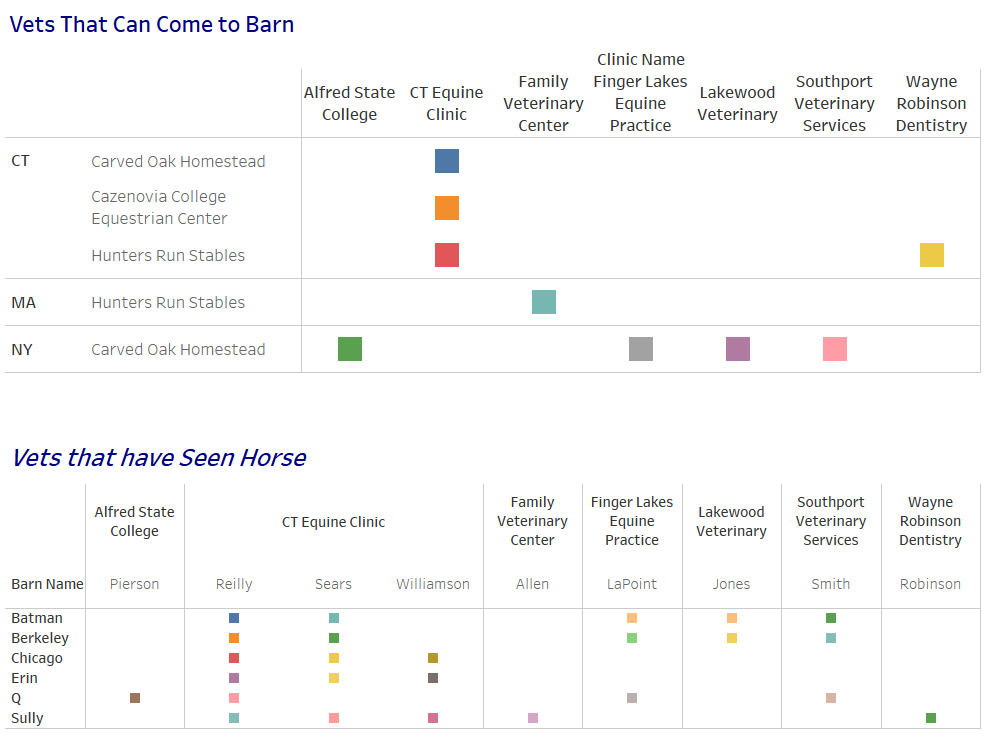 Vets That Can Come to Barn
Clinic Name
Alfred State College
CT Equine Clinic
Family Veterinary Center
Finger Lakes Equine Practice
Lakewood Veterinary
Southport Veterinary Services
Wayne Robinson Dentistry
CT
Carved Oak Homestead
Cazenovia College
Equestrian Center
Hunters Run Stables
MA
Hunters Run Stables
NY
Carved Oak Homestead
Vets that have Seen Horse
Alfred State College
CT Equine Clinic
Family Veterinary Center
Finger Lakes Equine Practice
Lakewood Veterinary
Southport Veterinary Services
Wayne Robinson Dentistry
Barn Name Pierson Reilly Sears Williamson Allen LaPoint Jones Smith Robinson
Batman
Berkeley
Chicago
Erin
Q
Sully